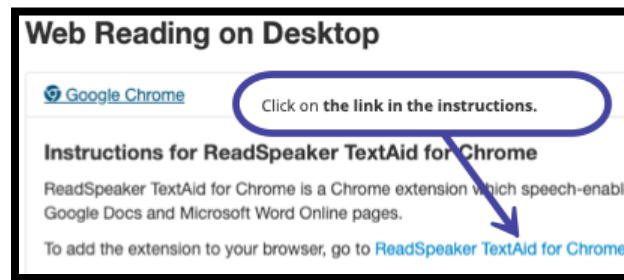 Web Reading on Desktop
Google Chrome
Click on the link in the instructions.
Instructions for ReadSpeaker TextAid for Chrome
ReadSpeaker TextAid for Chrome is a Chrome extension which speech-enabl
Google Docs and Microsoft Word Online pages.
To add the extension to your browser, go to ReadSpeaker TextAid for Chrome